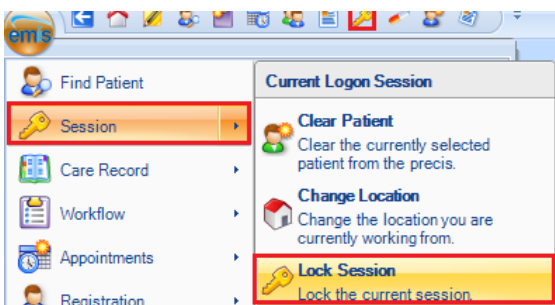 emis
Find Patient
Session
Care Record
Workflow
Appointments
Registration
Current Logon Session
Clear Patient
Clear the currently selected
patient from the precis.
Change Location
Change the location you are
currently working from.
Lock Session
Lock the current session.